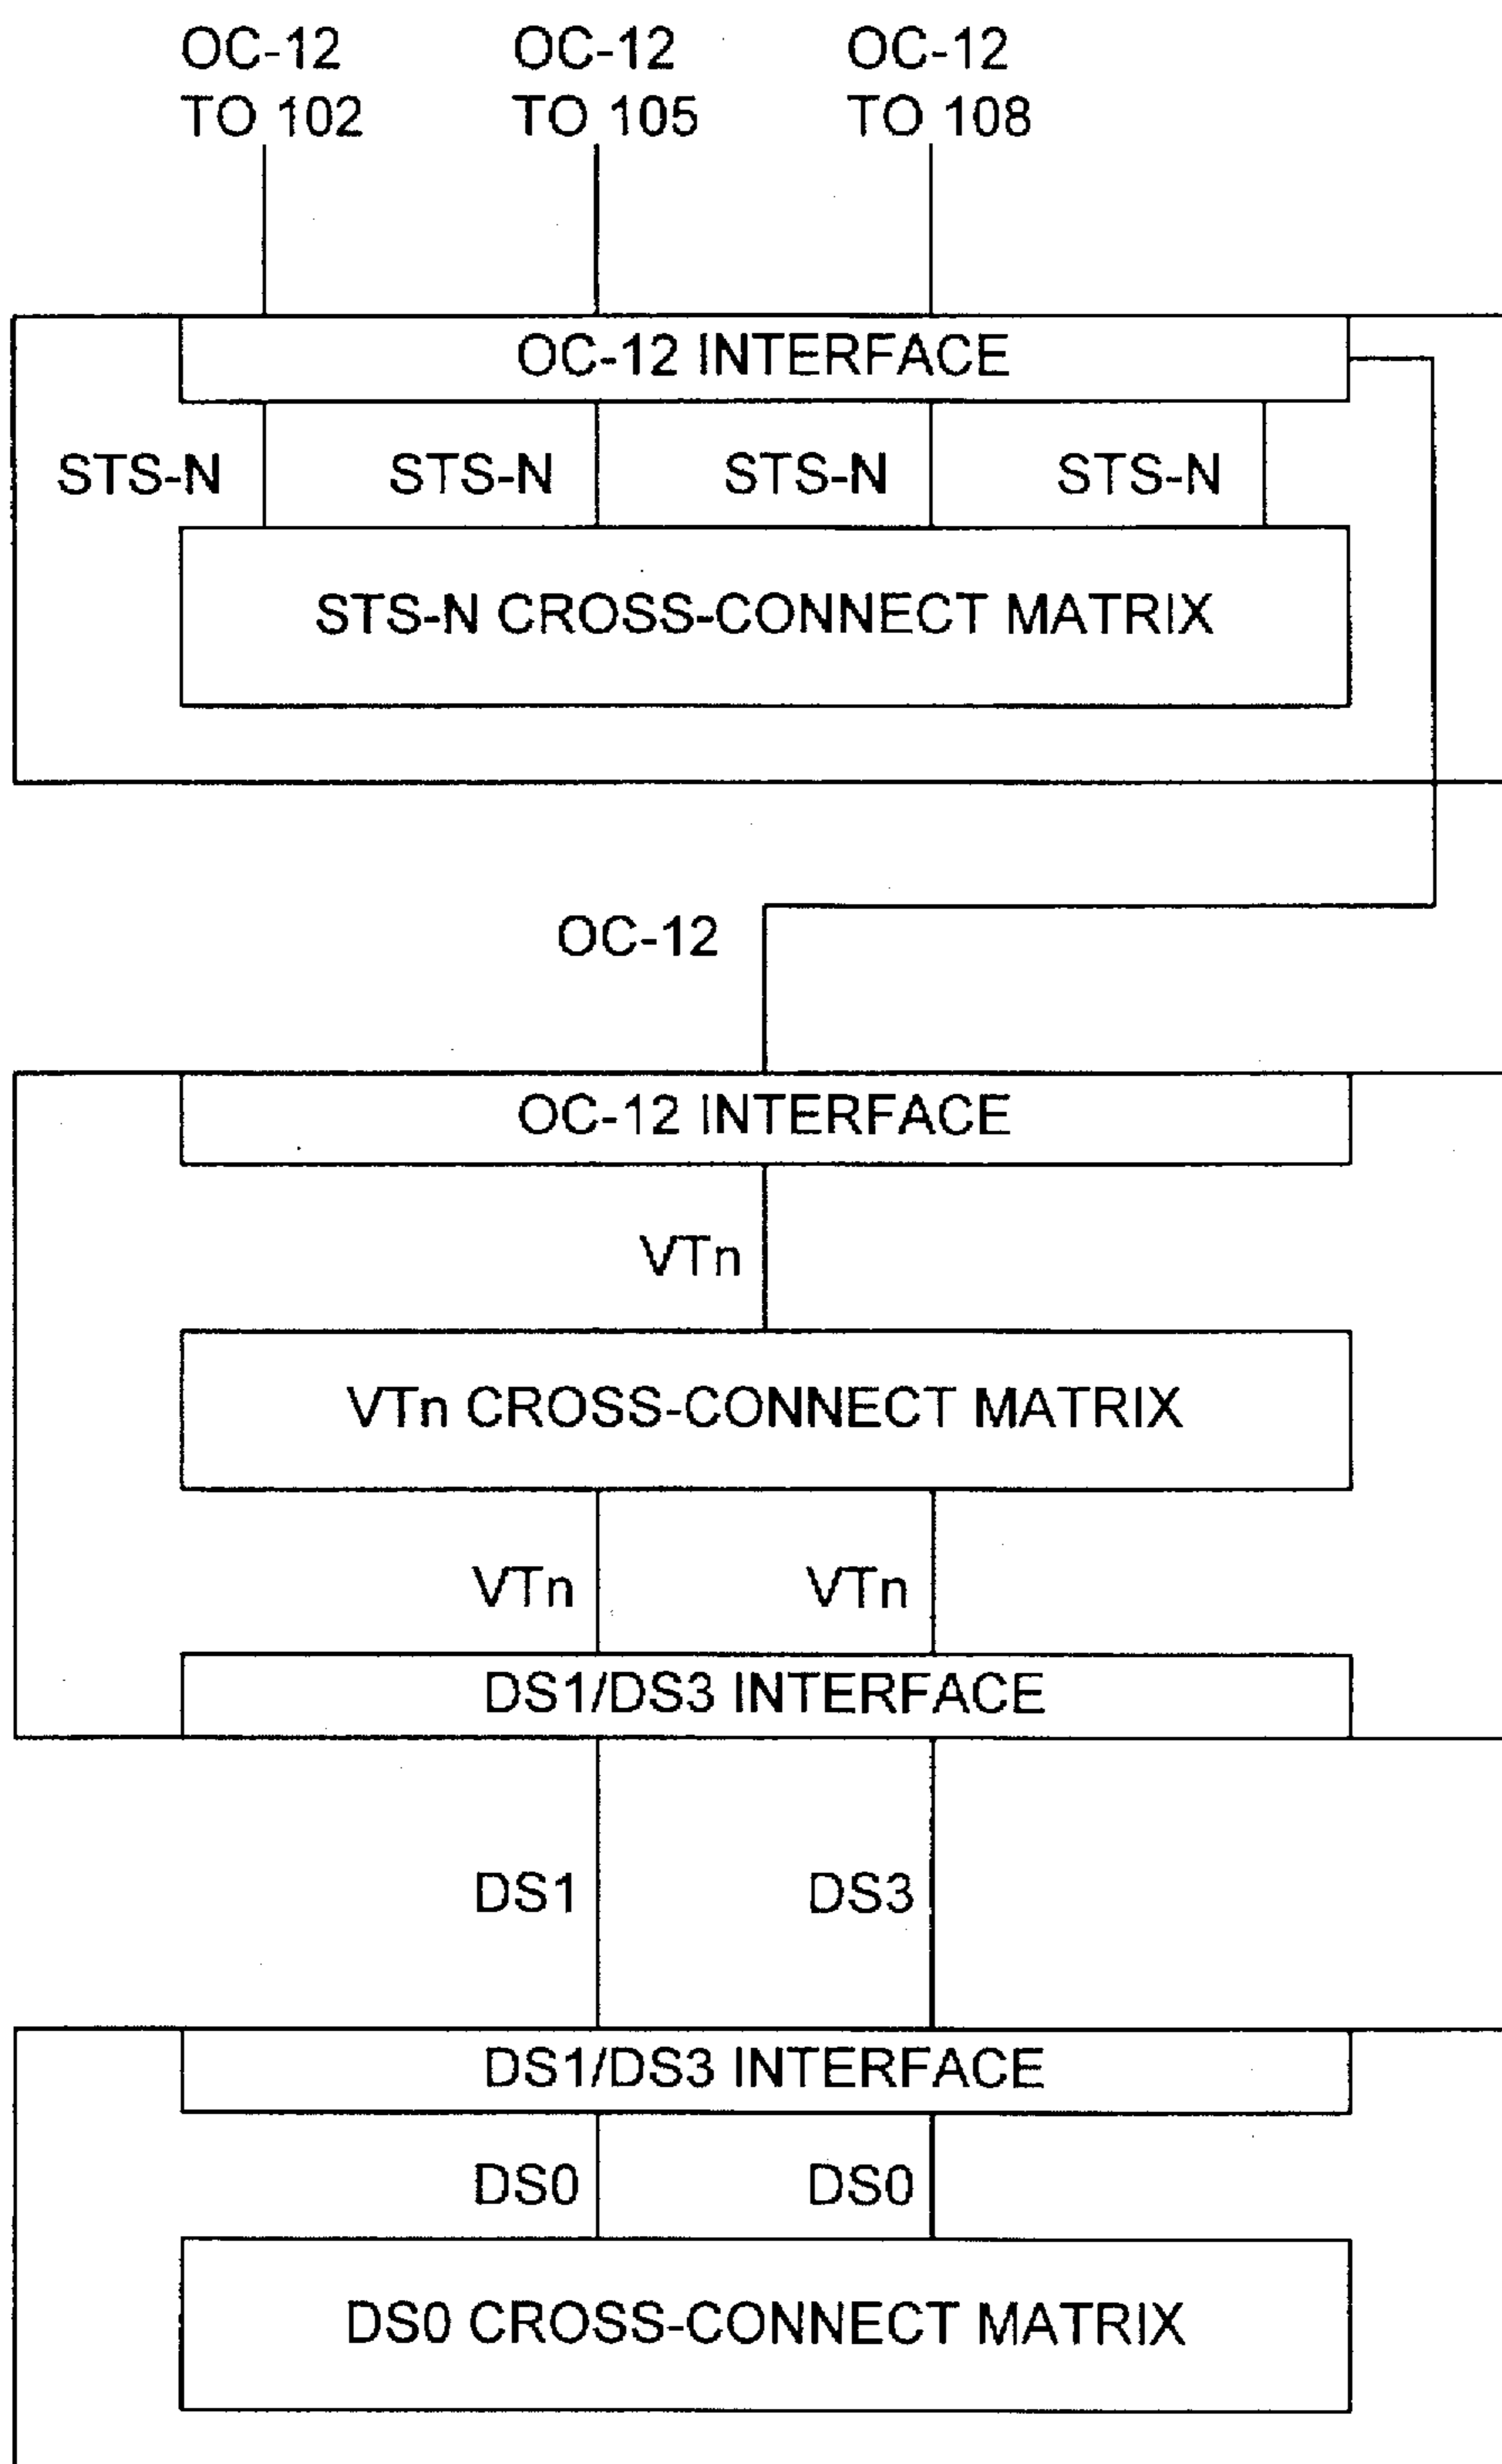 OC-12 OC-12 OC-12
TO 102 TO 105 TO 108
OC-12 INTERFACE
STS-N STS-N STS-N STS-N
STS-N CROSS-CONNECT MATRIX
OC-12
OC-12 INTERFACE
VTn
VTn CROSS-CONNECT MATRIX
VTn VTn
DS1/DS3 INTERFACE
DS1 DS3
DS1/DS3 INTERFACE
DS0 DS0
DS0 CROSS-CONNECT MATRIX